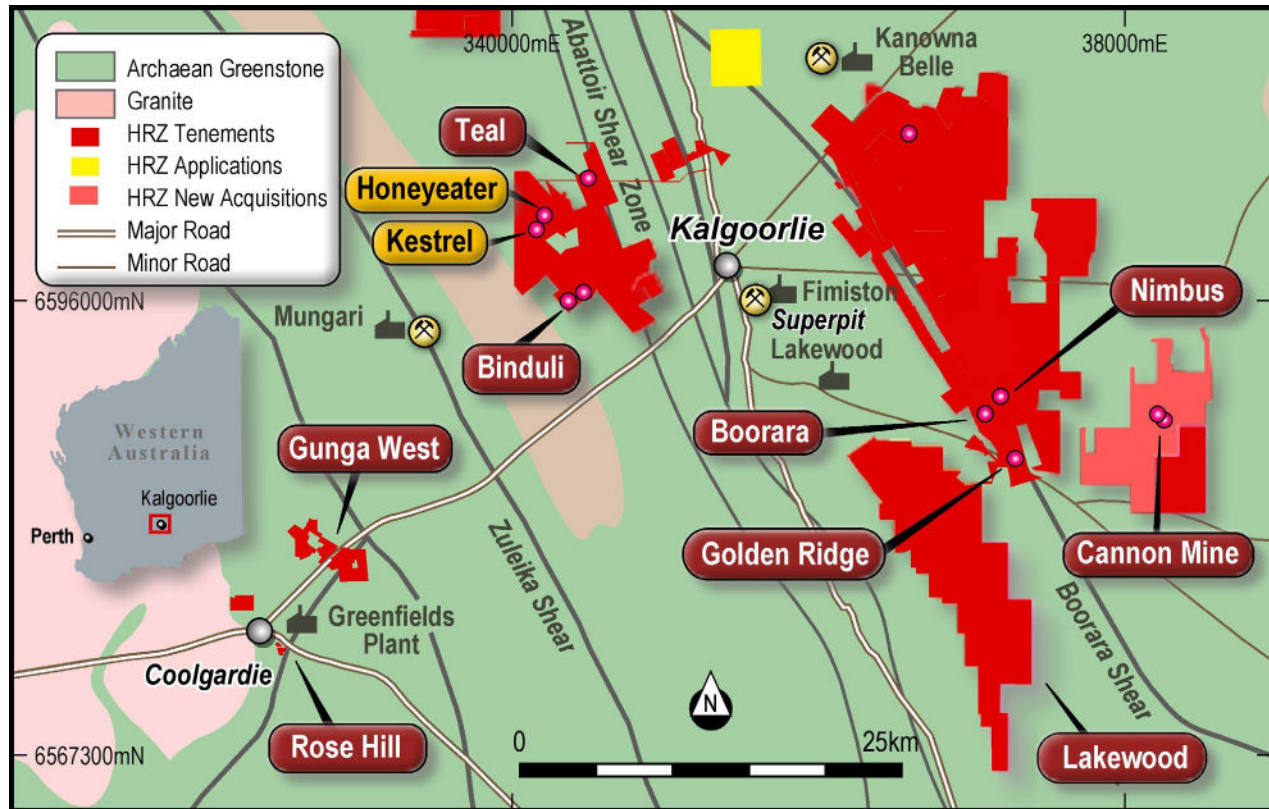 Archaean Greenstone
Granite
HRZ Tenements
HRZ Applications
HRZ New Acquisitions
Major Road
Minor Road
340000mE
38000mE
Abattoir Shear Zone
Kanowna
Belle
Teal
Honeyeater
Kestrel
Kalgoorlie
6596000mN
Mungari
Fimiston
Superpit
Lakewood
Nimbus
Binduli
Boorara
Western
Australia
Kalgoorlie
Perth
Gunga West
Zuleika Shear
Golden Ridge
Cannon Mine
Greenfields
Plant
Coolgardie
Boorara Shear
N
Rose Hill
Lakewood
6567300mN
0
25km